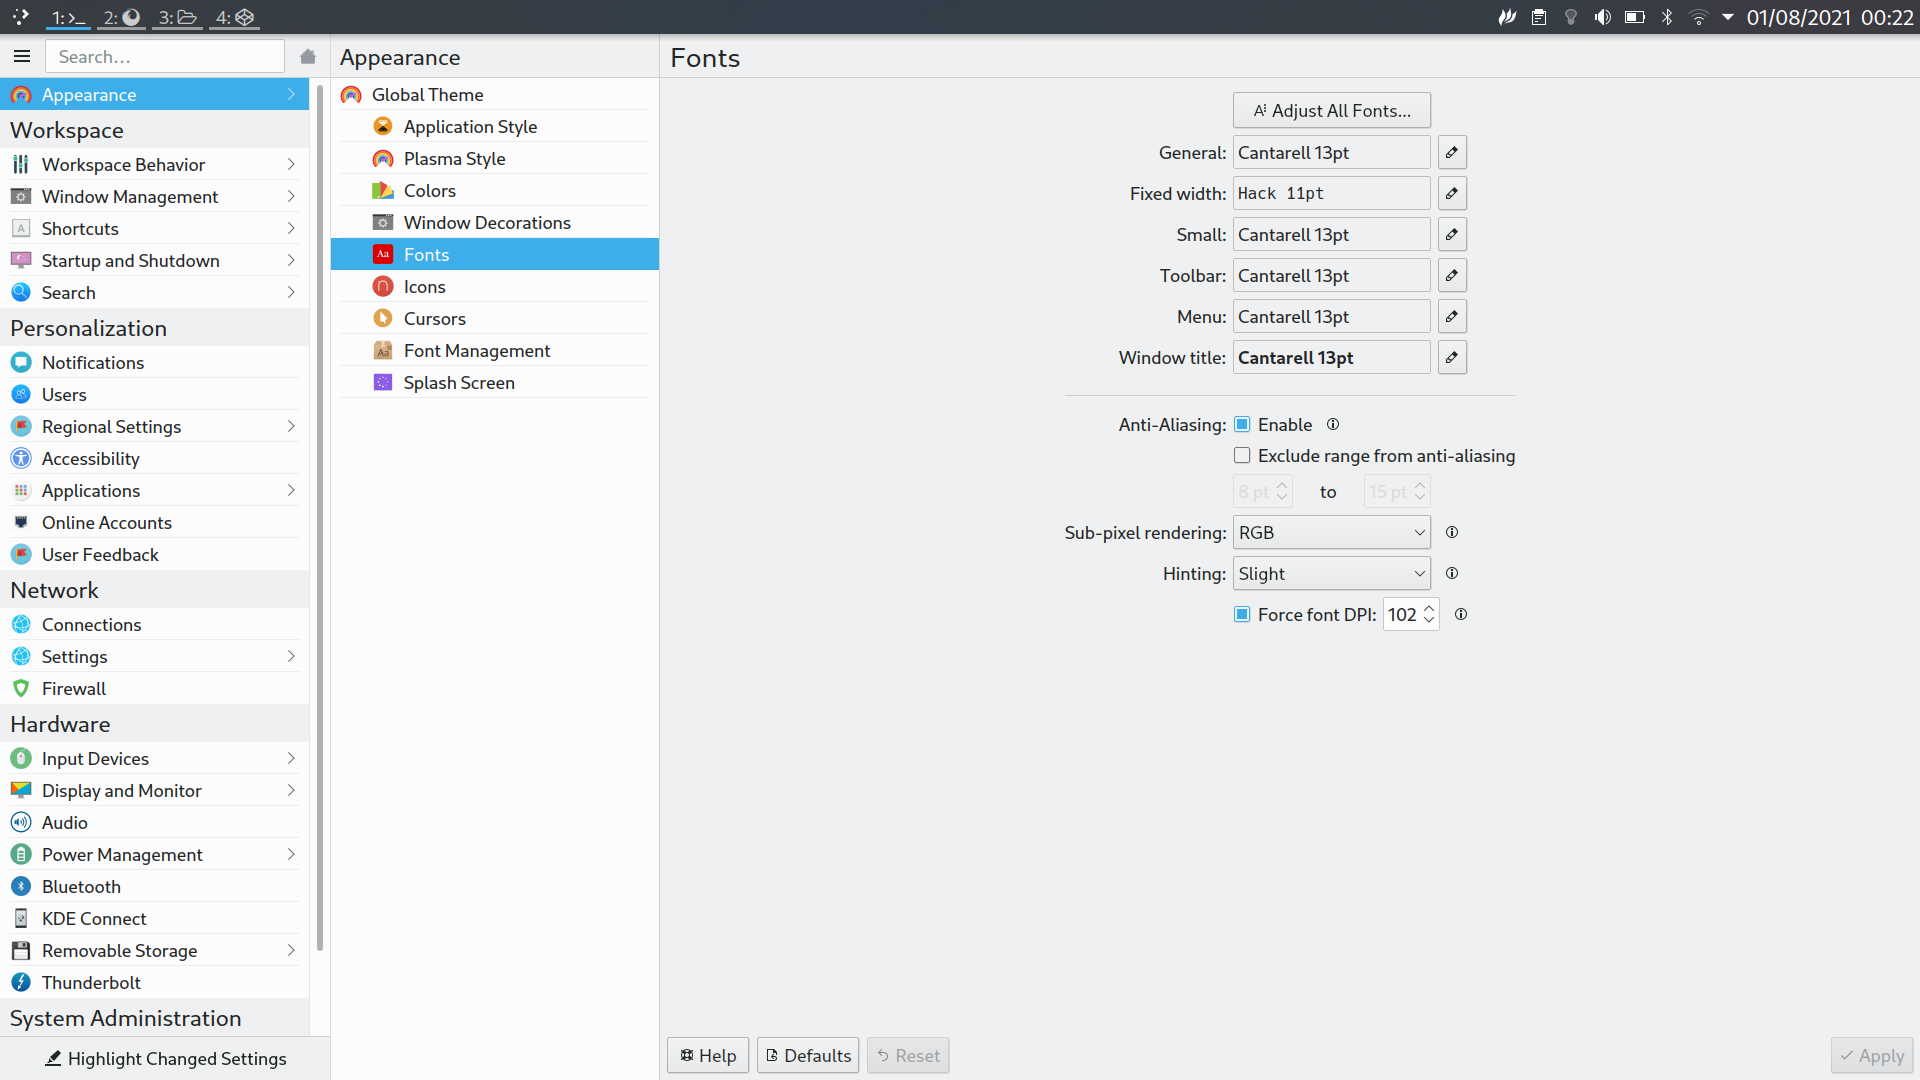 1: 2: 3: 4: 01/08/2021 00:22
Search...
Appearance
Workspace
Workspace Behavior
Window Management
Shortcuts
Startup and Shutdown
Search
Personalization
Notifications
Users
Regional Settings
Accessibility
Applications
Online Accounts
User Feedback
Network
Connections
Settings
Firewall
Hardware
Input Devices
Display and Monitor
Audio
Power Management
Bluetooth
KDE Connect
Removable Storage
Thunderbolt
System Administration
Highlight Changed Settings
Appearance
Global Theme
Application Style
Plasma Style
Colors
Window Decorations
Aa Fonts
Icons
Cursors
Font Management
Splash Screen
Fonts
Adjust All Fonts...
General: Cantarell 13pt
Fixed width: Hack 11pt
Small: Cantarell 13pt
Toolbar: Cantarell 13pt
Menu: Cantarell 13pt
Window title: Cantarell 13pt
Anti-Aliasing: Enable
Exclude range from anti-aliasing
8 pt to 15 pt
Sub-pixel rendering: RGB
Hinting: Slight
Force font DPI: 102
Help Defaults Reset Apply